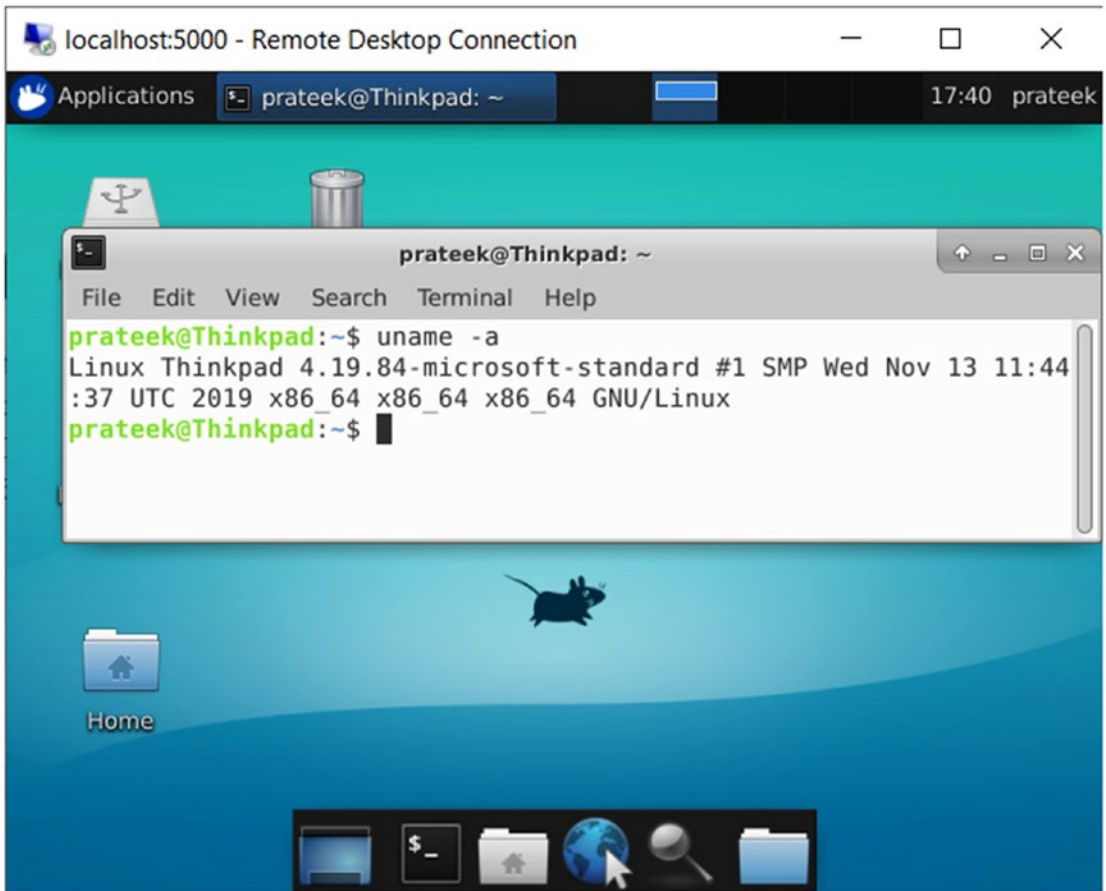 localhost:5000 - Remote Desktop Connection
Applications
prateek@Thinkpad: ~
17:40 prateek
prateek@Thinkpad: ~
File Edit View Search Terminal Help
prateek@Thinkpad:~$ uname -a
Linux Thinkpad 4.19.84-microsoft-standard #1 SMP Wed Nov 13 11:44
:37 UTC 2019 x86_64 x86_64 x86_64 GNU/Linux
prateek@Thinkpad:~$
Home
$_